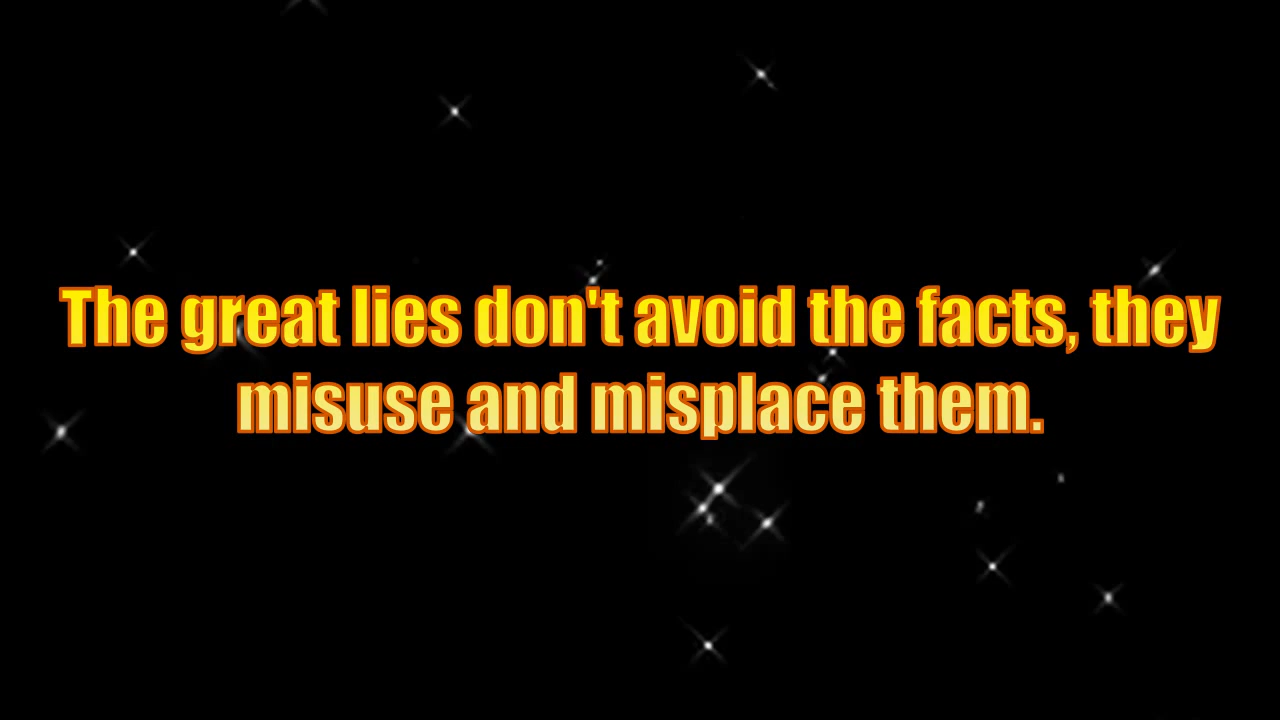 The great lies don't avoid the facts, they
misuse and misplace them.